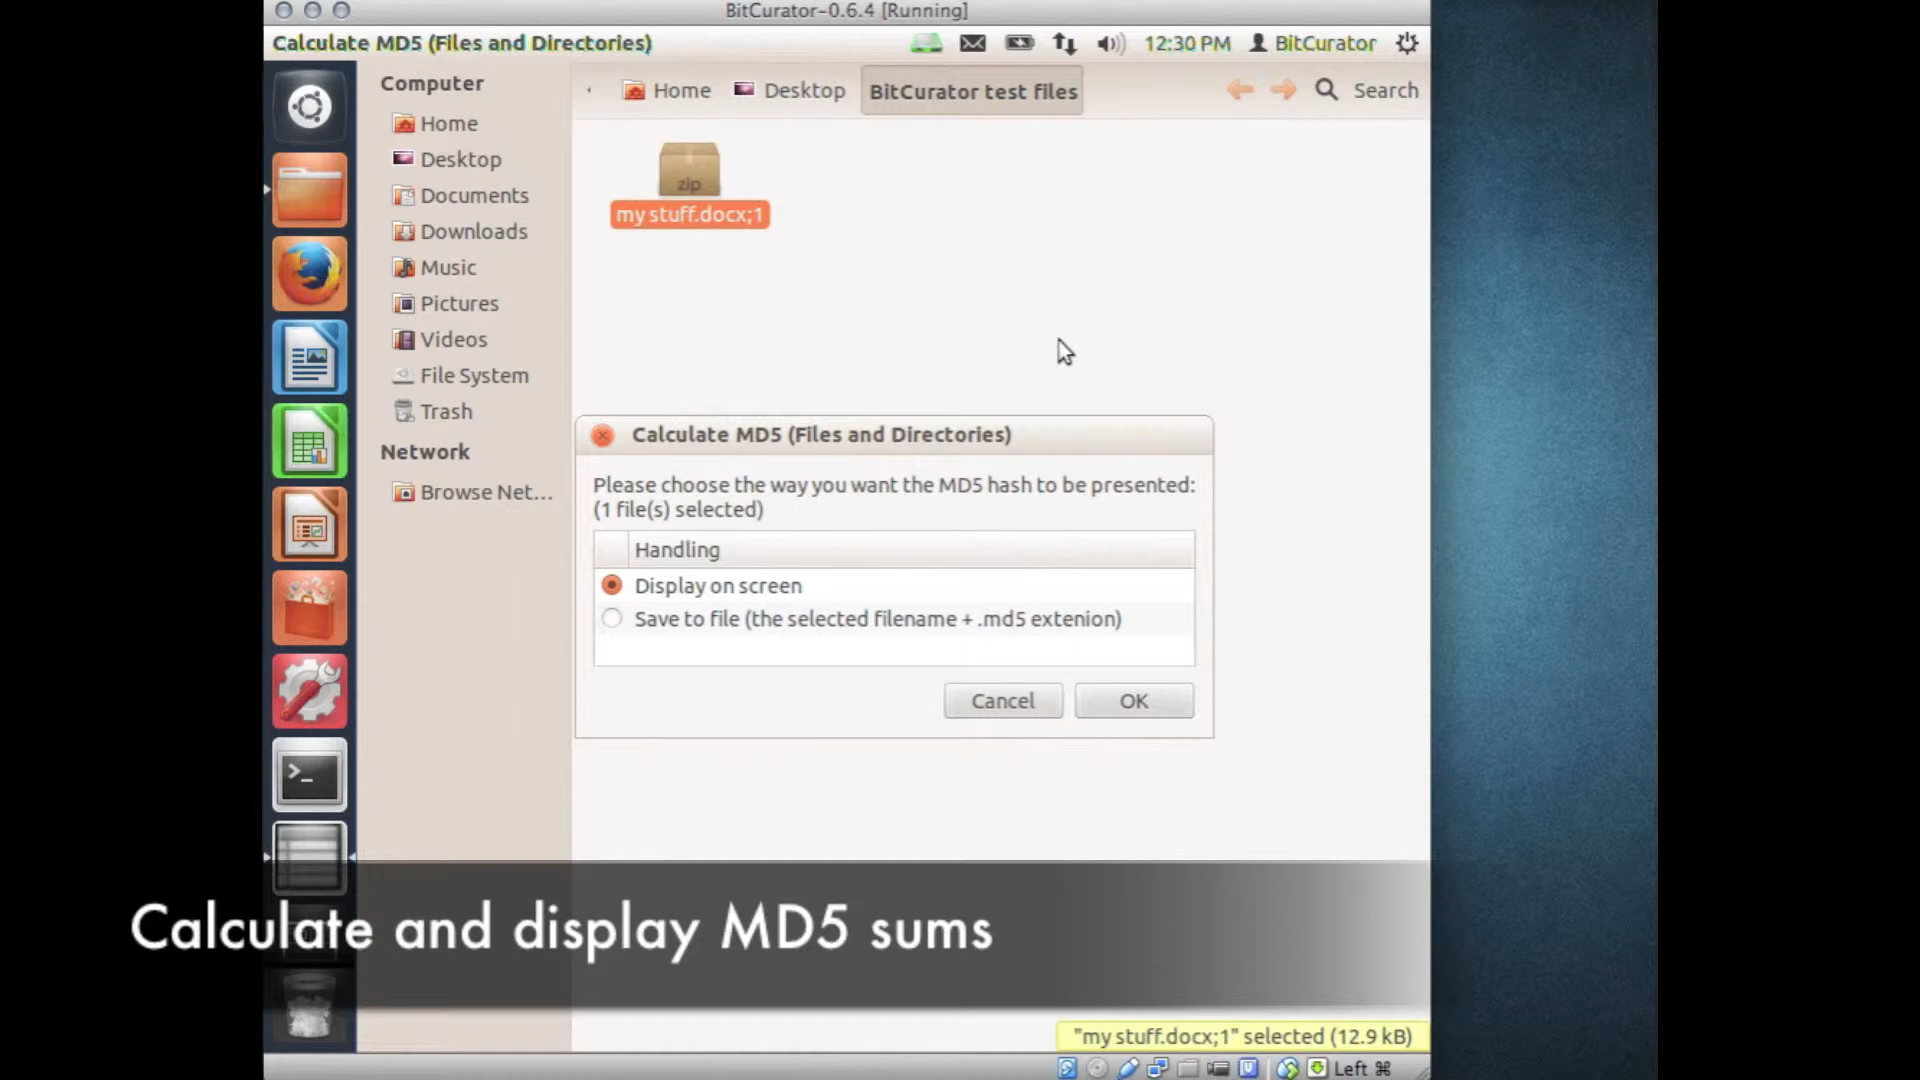 BitCurator-0.6.4 [Running]
Calculate MD5 (Files and Directories)
12:30 PM
BitCurator
Computer
Home
Desktop
Documents
Downloads
Music
Pictures
Videos
File System
Trash
Network
Browse Net...
Home
Desktop
BitCurator test files
Search
zip
my stuff.docx;1
Calculate MD5 (Files and Directories)
Please choose the way you want the MD5 hash to be presented:
(1 file(s) selected)
Handling
Display on screen
Save to file (the selected filename + .md5 extenion)
Cancel
OK
Calculate and display MD5 sums
"my stuff.docx;1" selected (12.9 kB)
Left ⌘